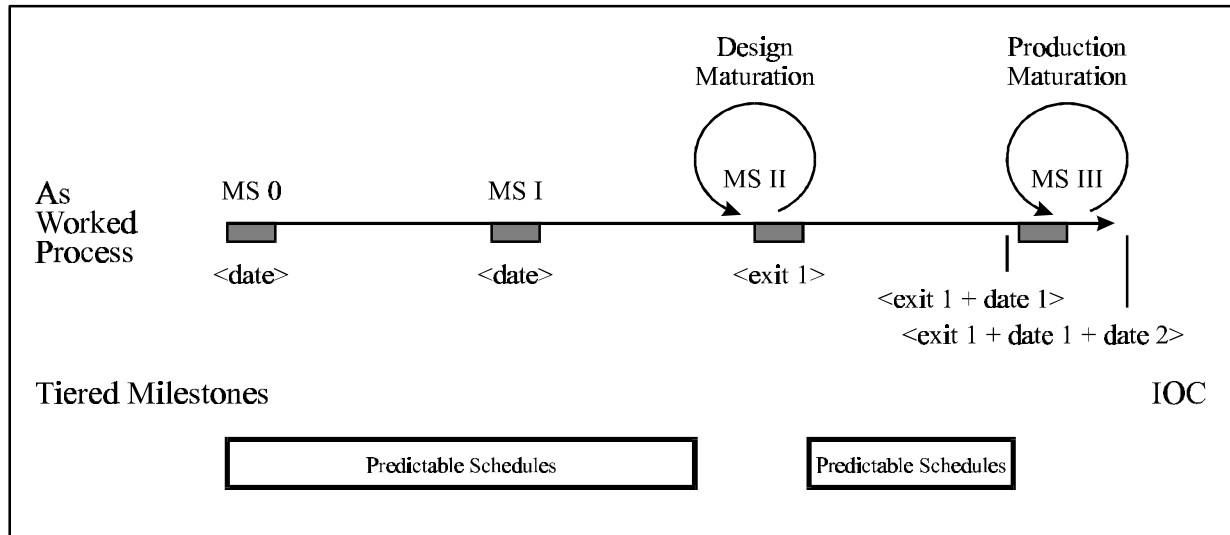 Design
Maturation
Production
Maturation
As
Worked
Process
MS 0
MS I
MS II
MS III
<date>
<date>
<exit 1>
<exit 1 + date 1>
<exit 1 + date 1 + date 2>
Tiered Milestones
IOC
Predictable Schedules
Predictable Schedules